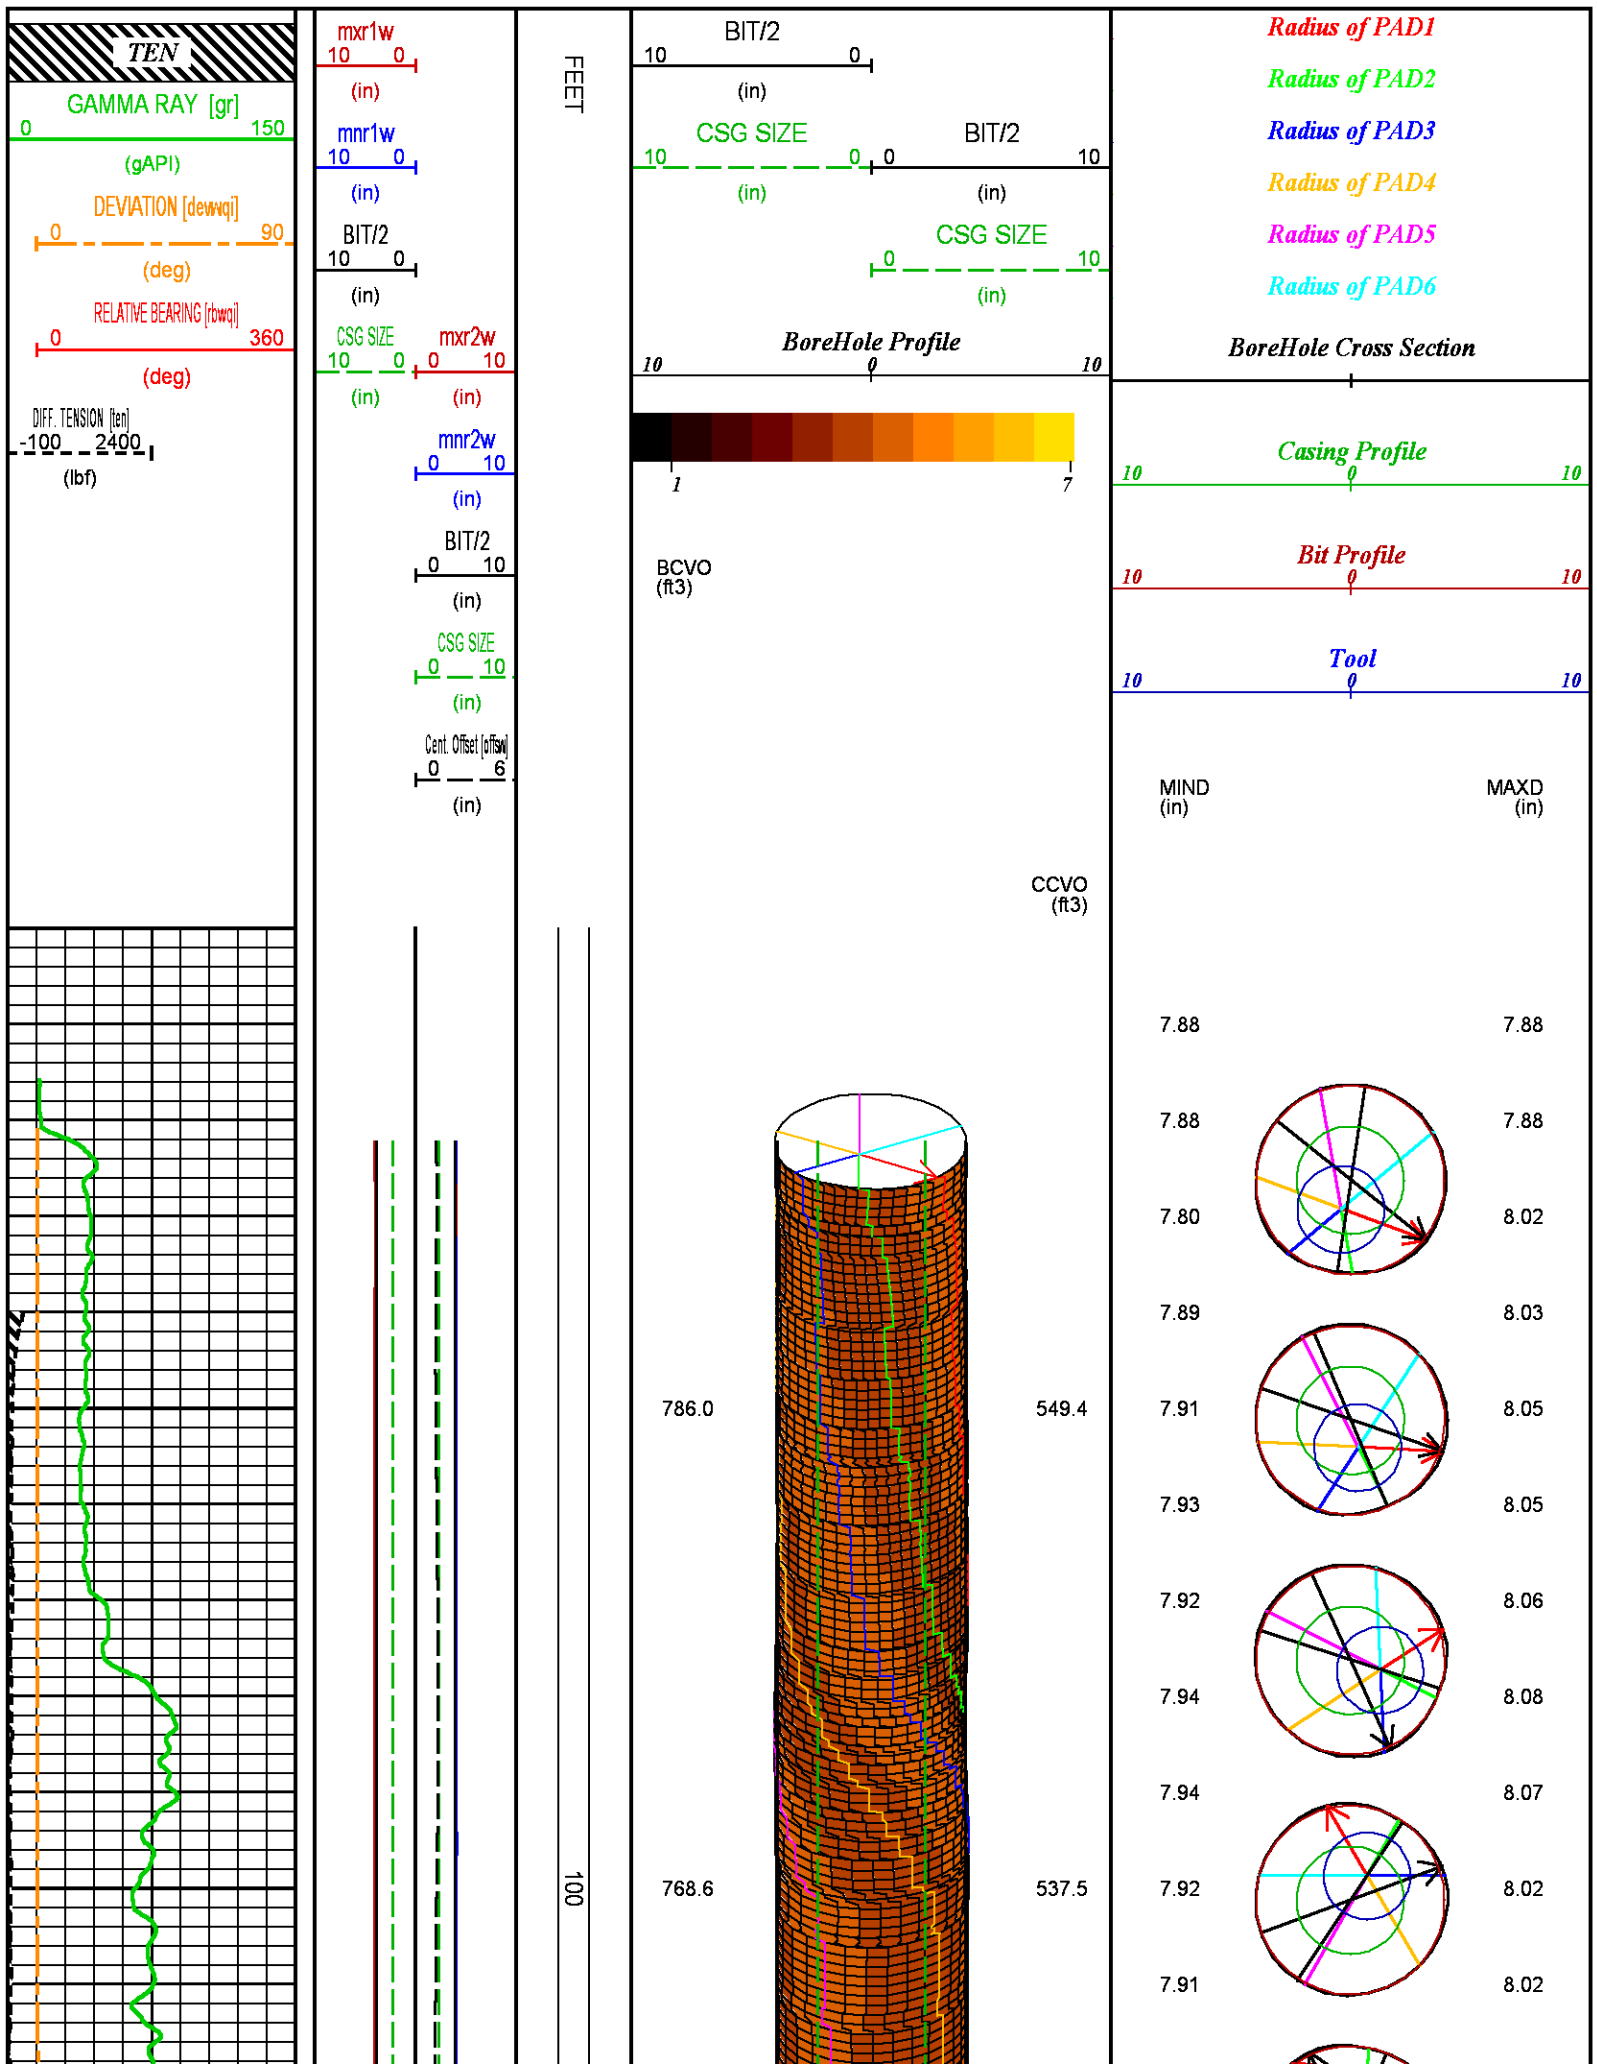 TEN
GAMMA RAY [gr]
0 150
(gAPI)
DEVIATION [devwqi]
0 90
(deg)
RELATIVE BEARING [rbwqi]
0 360
(deg)
DIFF. TENSION [ten]
-100 2400
(lbf)
mxr1w
10 0
(in)
mnr1w
10 0
(in)
BIT/2
10 0
(in)
CSG SIZE
10 0
(in)
mxr2w
0 10
(in)
mnr2w
0 10
(in)
BIT/2
0 10
(in)
CSG SIZE
0 10
(in)
Cent. Offset [offsw]
0 6
(in)
FEET
100
BIT/2
10 0
(in)
CSG SIZE
10 0
(in)
BIT/2
0 10
(in)
CSG SIZE
0 10
(in)
BoreHole Profile
10 0 10
1 7
BCVO
(ft3)
CCVO
(ft3)
786.0 549.4
768.6 537.5
Radius of PAD1
Radius of PAD2
Radius of PAD3
Radius of PAD4
Radius of PAD5
Radius of PAD6
BoreHole Cross Section
Casing Profile
10 0 10
Bit Profile
10 0 10
Tool
10 0 10
MIND MAXD
(in) (in)
7.88 7.88
7.88 7.88
7.80 8.02
7.89 8.03
7.91 8.05
7.93 8.05
7.92 8.06
7.94 8.08
7.94 8.07
7.92 8.02
7.91 8.02